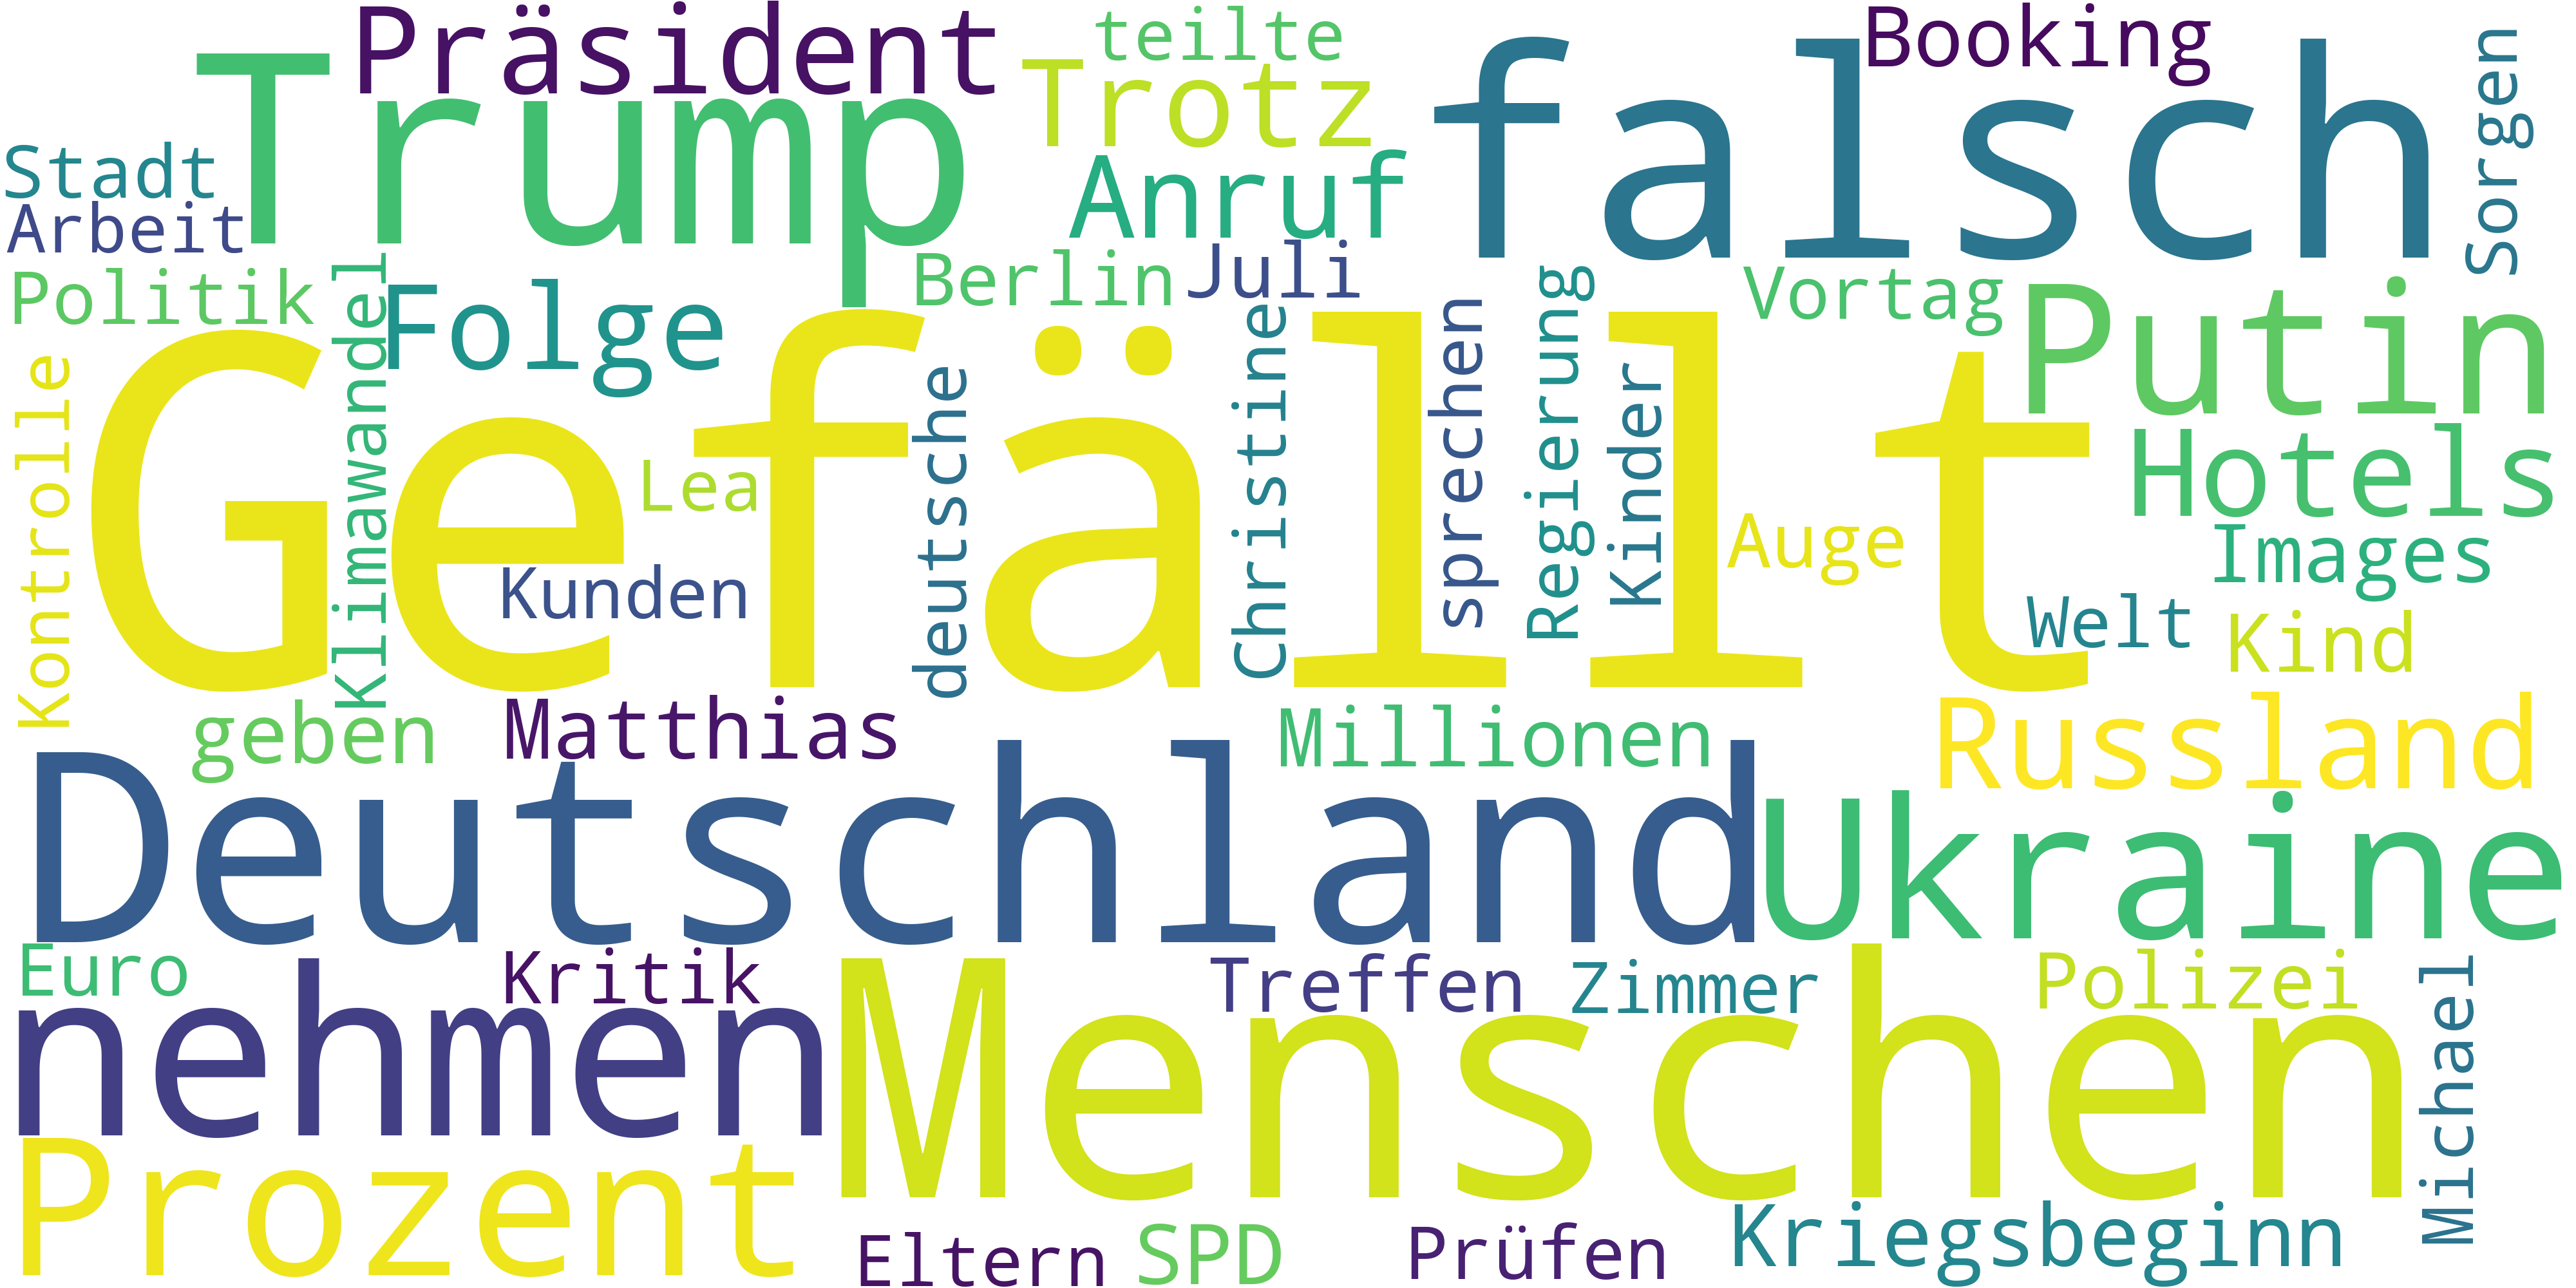 Präsident
teilte
Booking
Trump
Trotz
falsch
Sorgen
Stadt
Anruf
Arbeit
Politik
Klimawandel
Folge
Berlin
Juli
Regierung
Vortag
Putin
Kontrolle
Gefällt
Lea
deutsche
Christine
sprechen
Kinder
Auge
Hotels
Images
Kunden
Welt
Kind
geben
Matthias
Millionen
Russland
Deutschland
Ukraine
Euro
Kritik
Treffen
Zimmer
Polizei
Michael
nehmen
Menschen
Prozent
Eltern
SPD
Prüfen
Kriegsbeginn